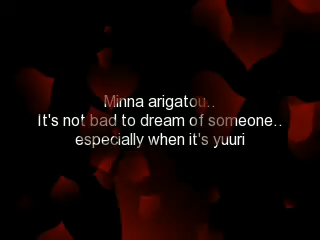 Minna arigatou..
It's not bad to dream of someone..
especially when it's yuuri